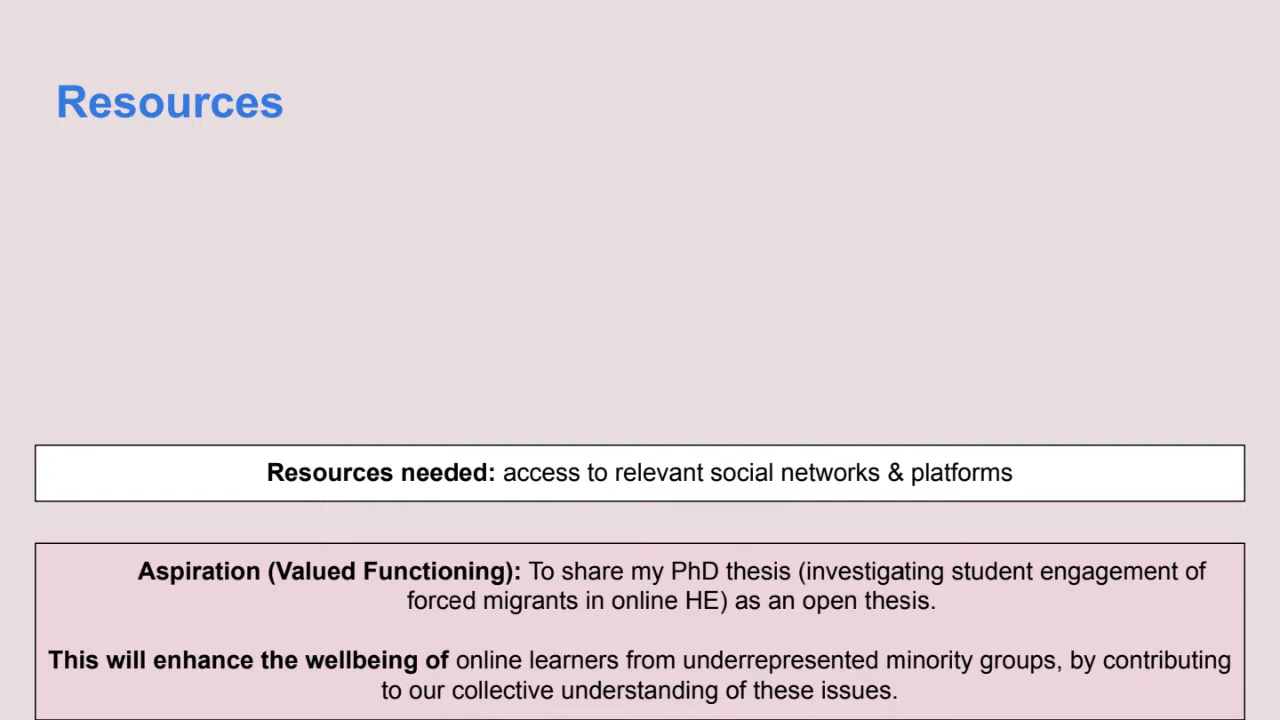 Resources
Resources needed: access to relevant social networks & platforms
Aspiration (Valued Functioning): To share my PhD thesis (investigating student engagement of
forced migrants in online HE) as an open thesis.
This will enhance the wellbeing of online learners from underrepresented minority groups, by contributing
to our collective understanding of these issues.